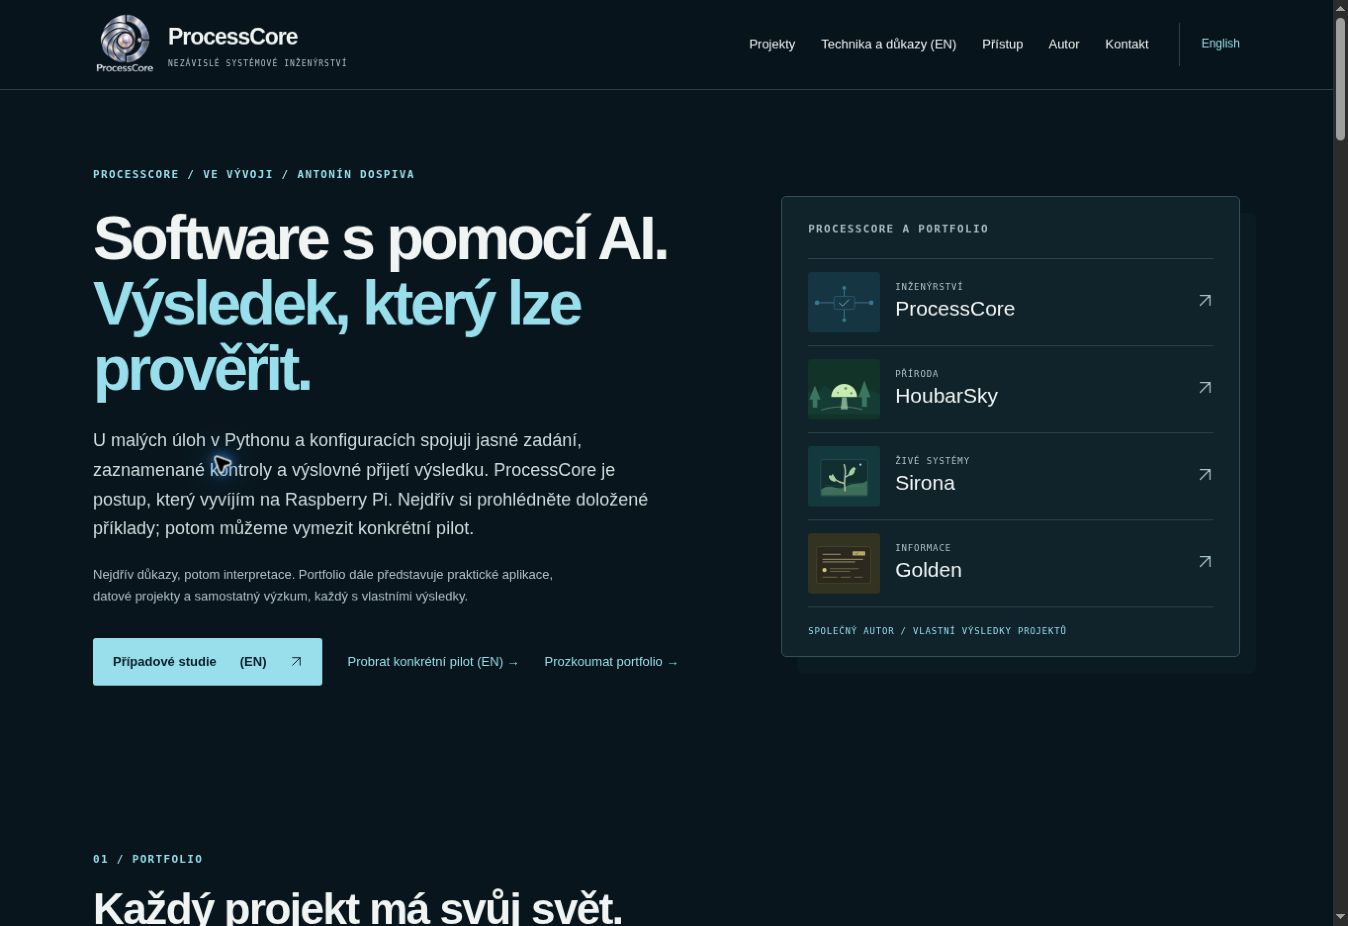 ProcessCore
ProcessCore
NEZÁVISLÉ SYSTÉMOVÉ INŽENÝRSTVÍ
Projekty
Technika a důkazy (EN)
Přístup
Autor
Kontakt
English
PROCESSCORE / VE VÝVOJI / ANTONÍN DOSPIVA
Software s pomocí AI.
Výsledek, který lze
prověřit.
U malých úloh v Pythonu a konfiguracích spojuji jasné zadání,
zaznamenané kontroly a výslovné přijetí výsledku. ProcessCore je
postup, který vyvíjím na Raspberry Pi. Nejdřív si prohlédněte doložené
příklady; potom můžeme vymezit konkrétní pilot.
Nejdřív důkazy, potom interpretace. Portfolio dále představuje praktické aplikace,
datové projekty a samostatný výzkum, každý s vlastními výsledky.
Případové studie (EN)
Probrat konkrétní pilot (EN) →
Prozkoumat portfolio →
PROCESSCORE A PORTFOLIO
INŽENÝRSTVÍ
ProcessCore
PŘÍRODA
HoubarSky
ŽIVÉ SYSTÉMY
Sirona
INFORMACE
Golden
SPOLEČNÝ AUTOR / VLASTNÍ VÝSLEDKY PROJEKTŮ
01 / PORTFOLIO
Každý projekt má svůj svět.